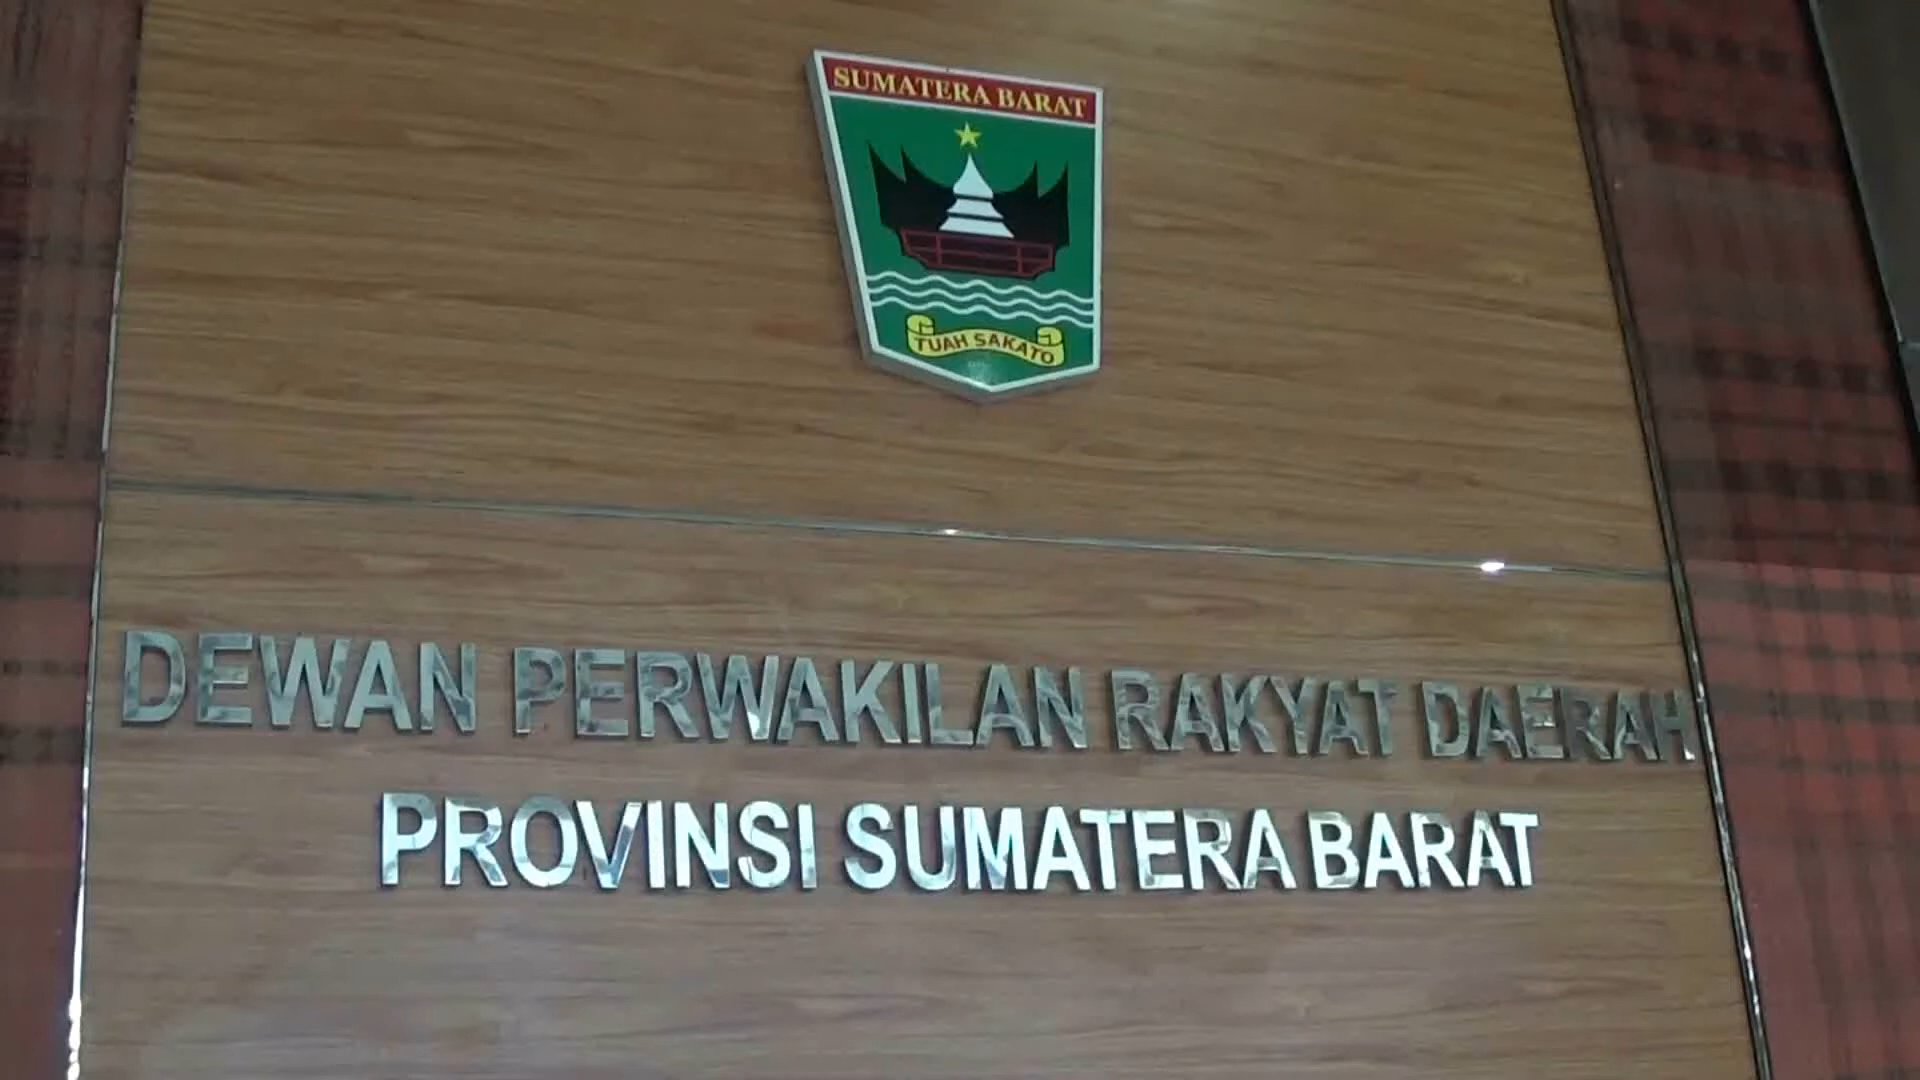 SUMATERA BARAT
TUAH SAKATO
DEWAN PERWAKILAN RAKYAT DAERAH
PROVINSI SUMATERA BARAT